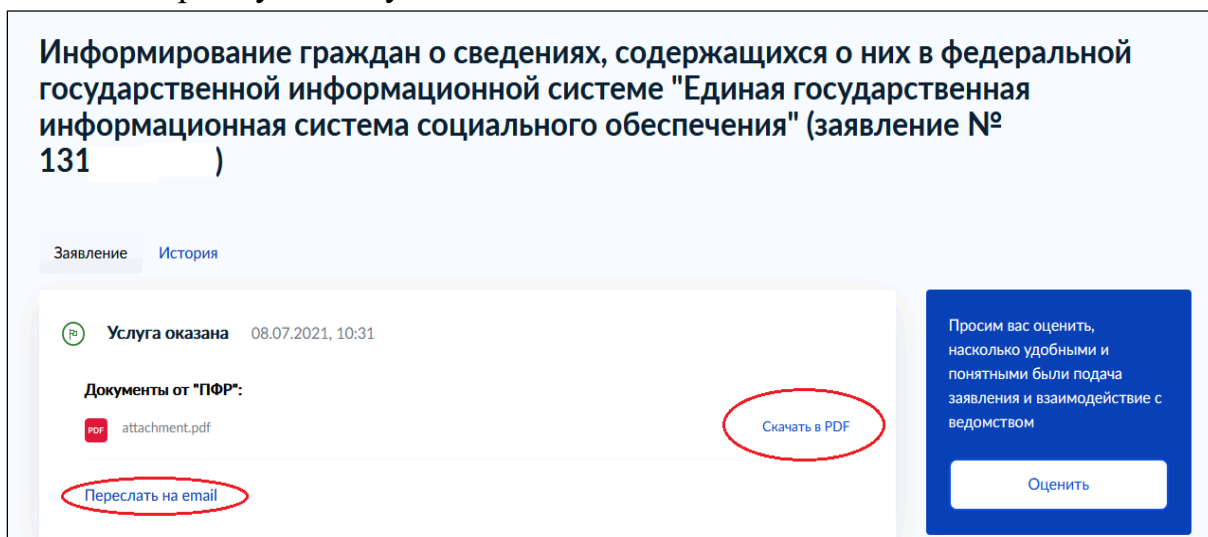 Информирование граждан о сведениях, содержащихся о них в федеральной
государственной информационной системе "Единая государственная
информационная система социального обеспечения" (заявление №
131 )
Заявление История
Услуга оказана 08.07.2021, 10:31
Документы от "ПФР":
PDF attachment.pdf Скачать в PDF
Переслать на email
Просим вас оценить,
насколько удобными и
понятными были подача
заявления и взаимодействие с
ведомством
Оценить